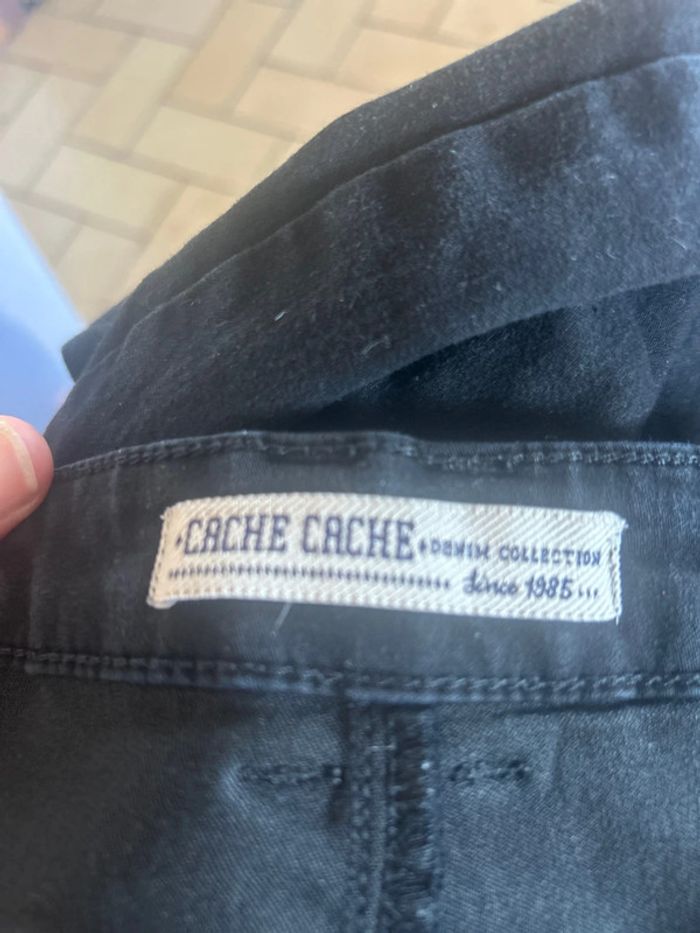 CACHE CACHE DENIM COLLECTION
Since 1985...